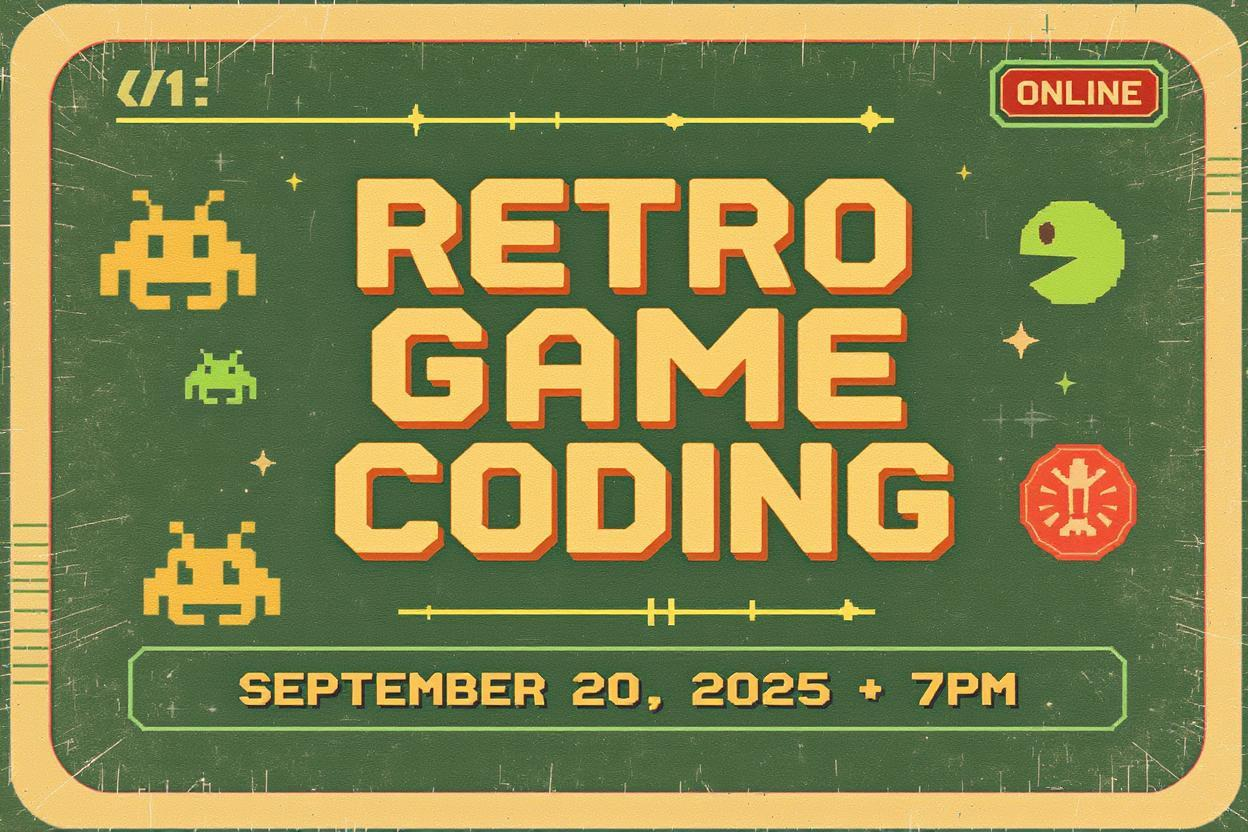 </1:
ONLINE
RETRO
GAME
CODING
SEPTEMBER 20, 2025 + 7PM